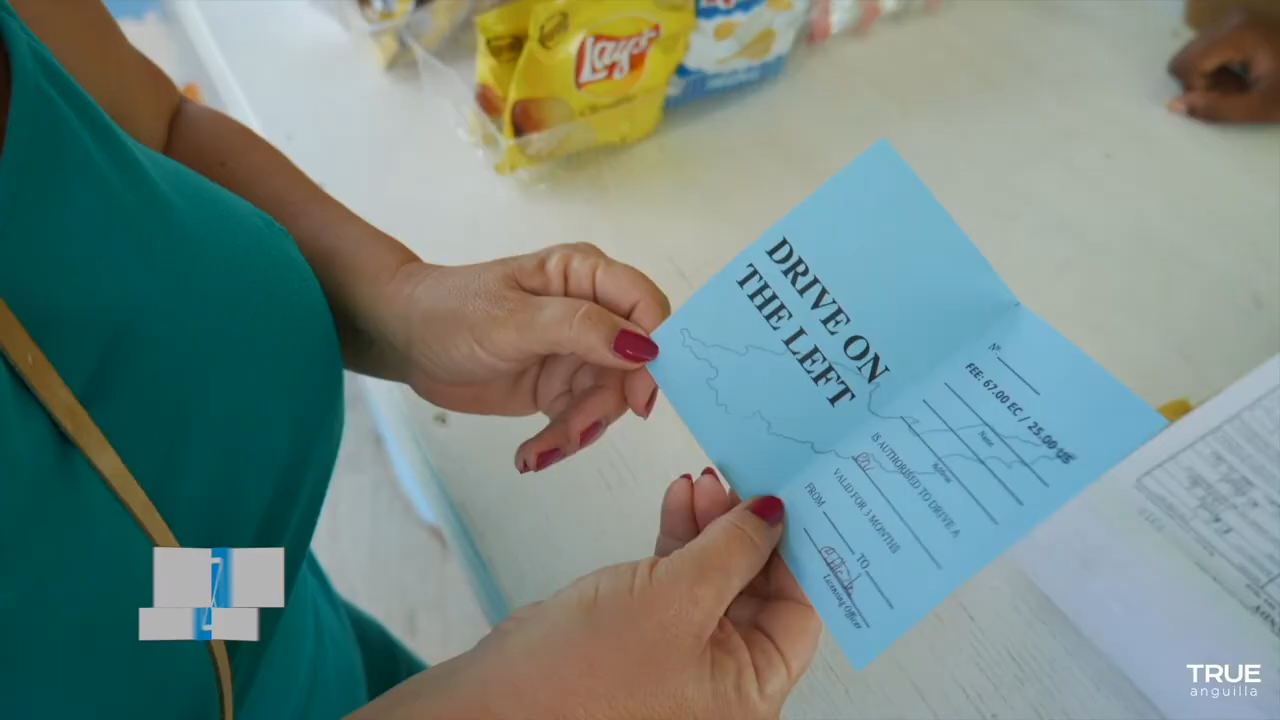 Lay's
DRIVE ON
THE LEFT
Nº
FEE: 67.00 EC / 25.00 US
Name
Address
IS AUTHORISED TO DRIVE A
Car
VALID FOR 3 MONTHS
FROM TO
Licensing Officer
TRUE
anguilla